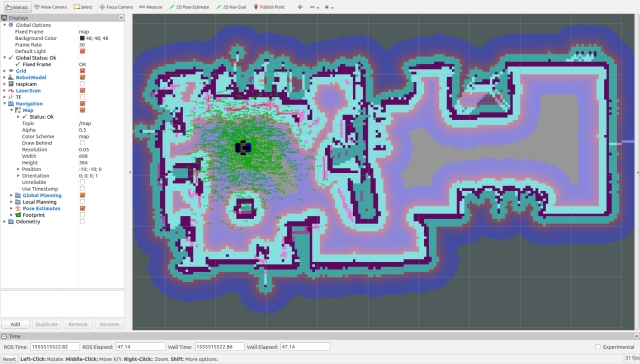 Interact Move Camera Select Focus Camera Measure 2D Pose Estimate 2D Nav Goal Publish Point
Displays
Global Options
Fixed Frame map
Background Color 48; 48; 48
Frame Rate 30
Default Light
Global Status: Ok
Fixed Frame OK
Grid
RobotModel
raspicam
LaserScan
TF
Navigation
Map
Status: Ok
Topic /map
Alpha 0.5
Color Scheme map
Draw Behind
Resolution 0.05
Width 608
Height 384
Position -10; -10; 0
Orientation 0; 0; 0; 1
Unreliable
Use Timestamp
Global Planning
Local Planning
Pose Estimates
Footprint
Odometry
Add Duplicate Remove Rename
Time
ROS Time: 1555515522.82 ROS Elapsed: 47.14 Wall Time: 1555515522.86 Wall Elapsed: 47.14 Experimental
Reset Left-Click: Rotate. Middle-Click: Move X/Y. Right-Click: Zoom. Shift: More options. 31 fps